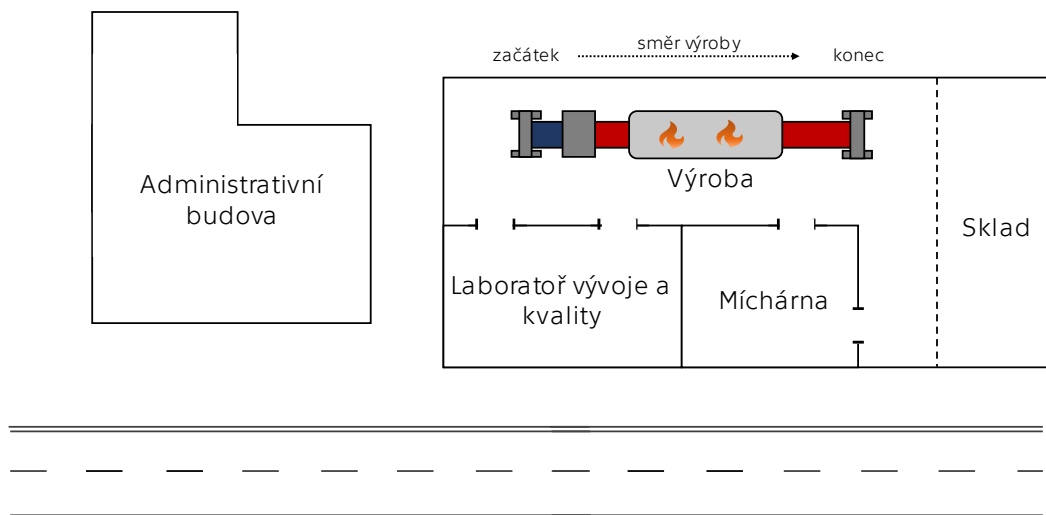 směr výroby
začátek
konec
Výroba
Administrativní
budova
Sklad
Laboratoř vývoje a
kvality
Míchárna